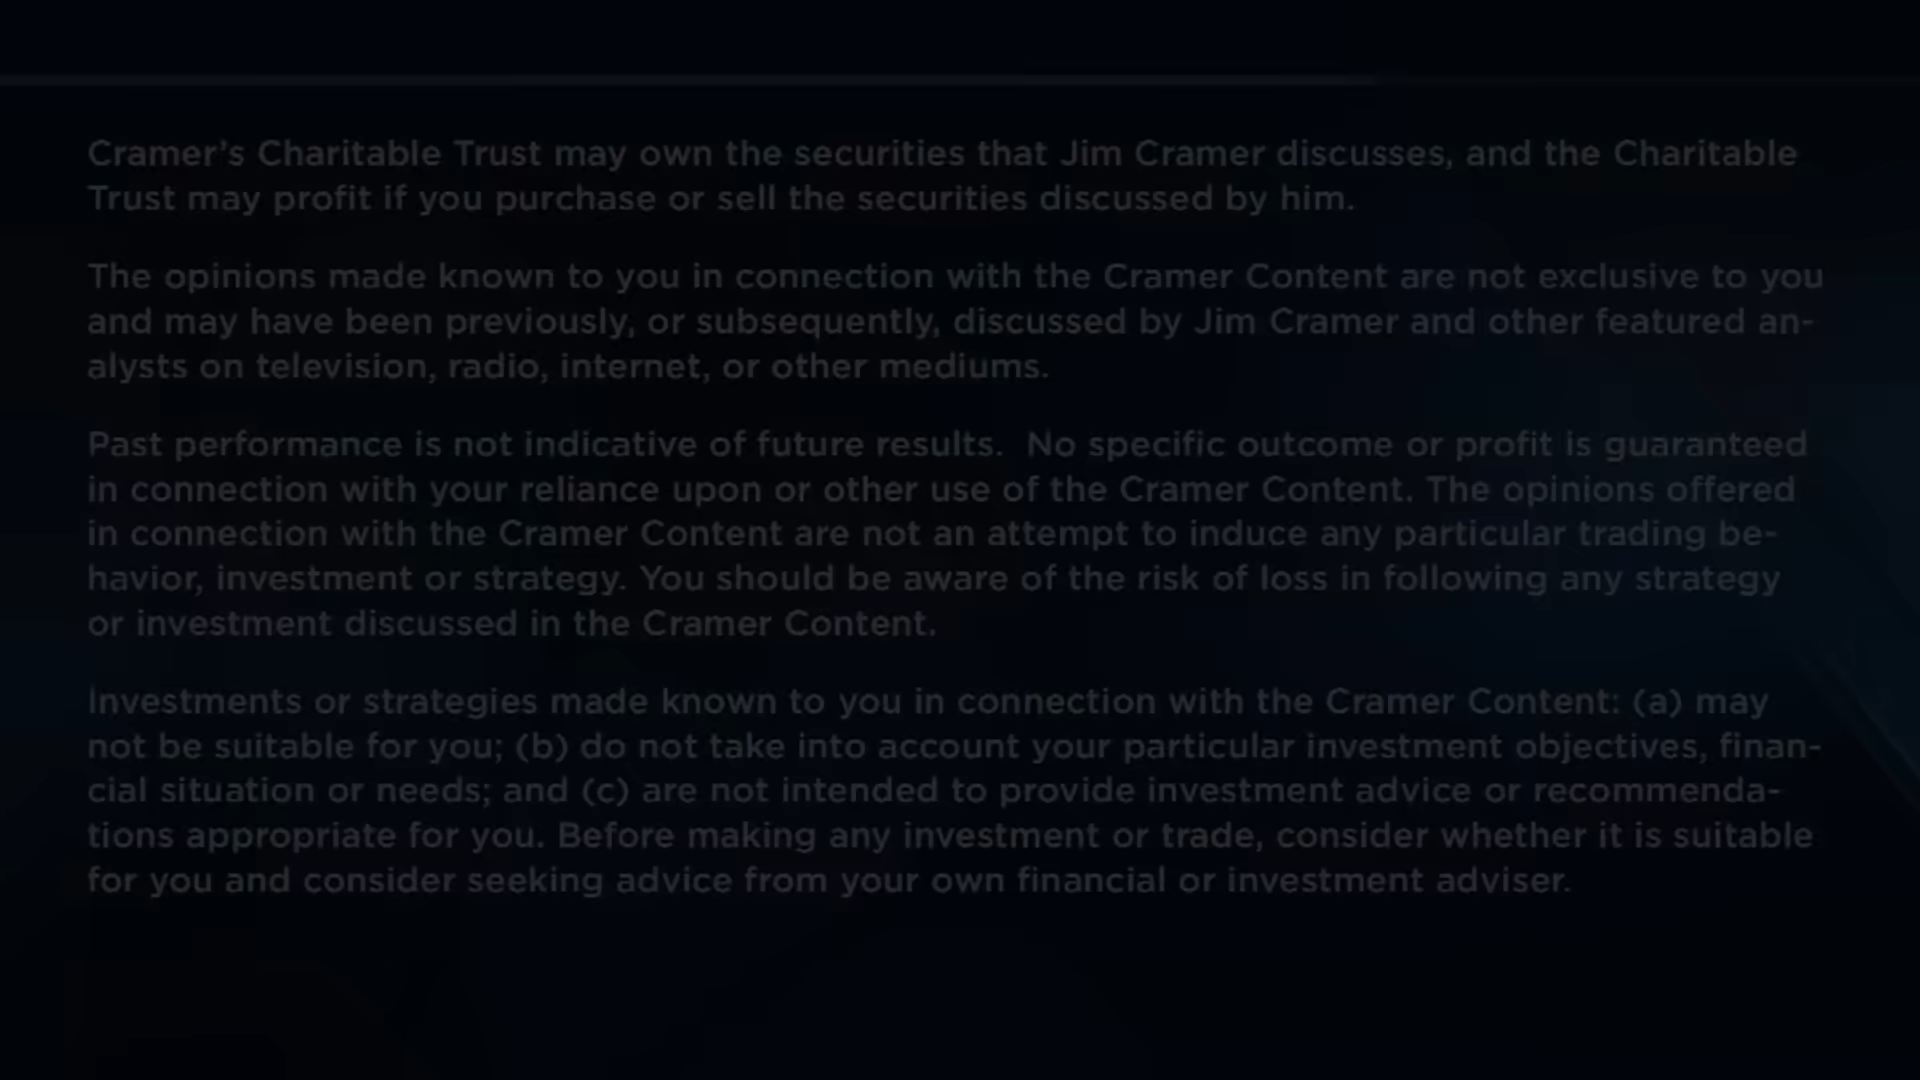 Cramer's Charitable Trust may own the securities that Jim Cramer discusses, and the Charitable
Trust may profit if you purchase or sell the securities discussed by him.
The opinions made known to you in connection with the Cramer Content are not exclusive to you
and may have been previously, or subsequently, discussed by Jim Cramer and other featured an-
alysts on television, radio, internet, or other mediums.
Past performance is not indicative of future results.  No specific outcome or profit is guaranteed
in connection with your reliance upon or other use of the Cramer Content. The opinions offered
in connection with the Cramer Content are not an attempt to induce any particular trading be-
havior, investment or strategy. You should be aware of the risk of loss in following any strategy
or investment discussed in the Cramer Content.
Investments or strategies made known to you in connection with the Cramer Content: (a) may
not be suitable for you; (b) do not take into account your particular investment objectives, finan-
cial situation or needs; and (c) are not intended to provide investment advice or recommenda-
tions appropriate for you. Before making any investment or trade, consider whether it is suitable
for you and consider seeking advice from your own financial or investment adviser.